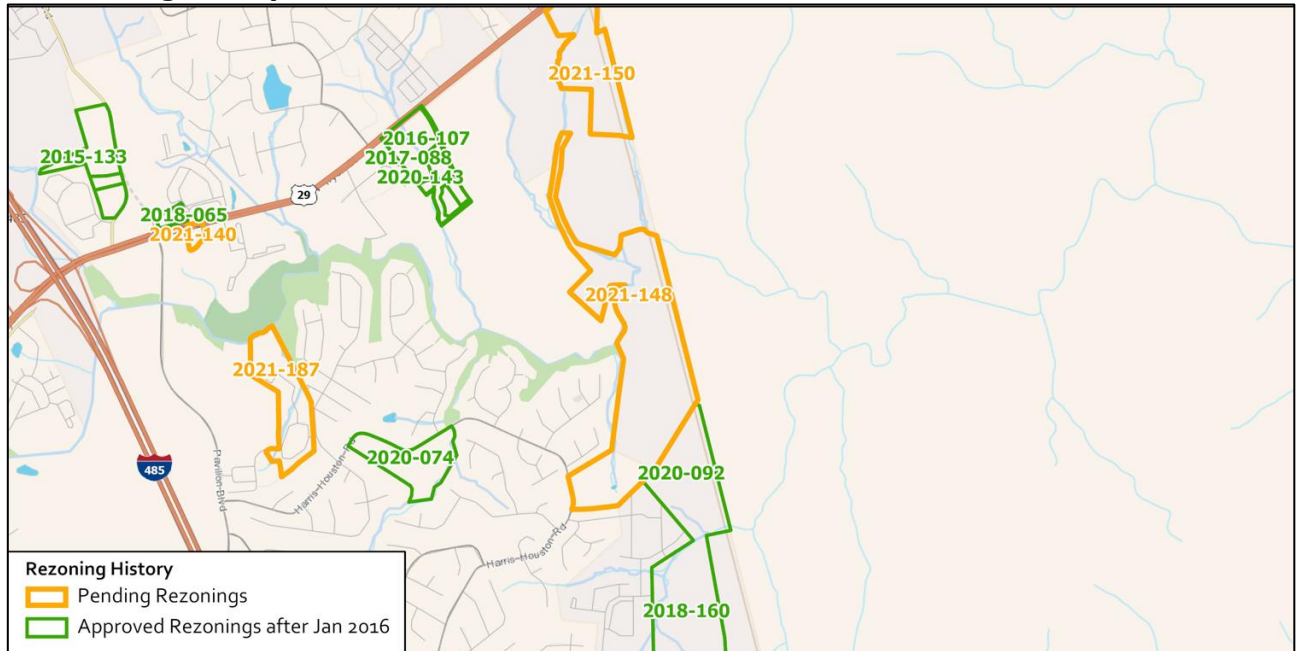 2021-150
2016-107
2015-133
2017-088
2020-143
29
2018-065
2021-140
2021-148
2021-187
2020-074
485
Pavilion-Blvd
Harris-Houston-Rd
2020-092
Harris-Houston-Rd
2018-160
Rezoning History
Pending Rezonings
Approved Rezonings after Jan 2016